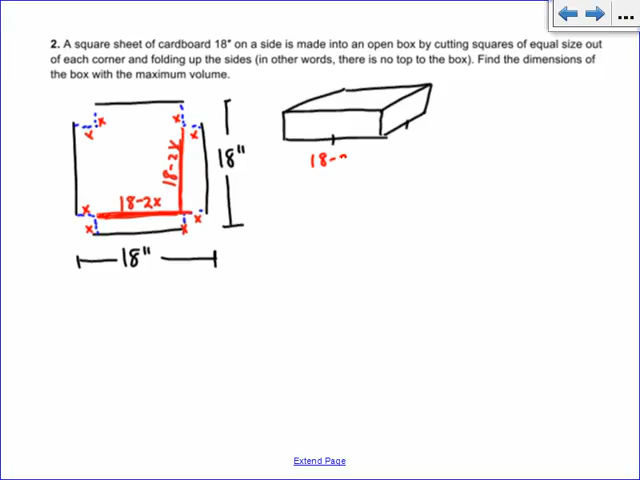 2. A square sheet of cardboard 18" on a side is made into an open box by cutting squares of equal size out
of each corner and folding up the sides (in other words, there is no top to the box). Find the dimensions of
the box with the maximum volume.
x
x
x
x
18-2x
18"
18-
18-2x
x
x
x
x
18"
Extend Page